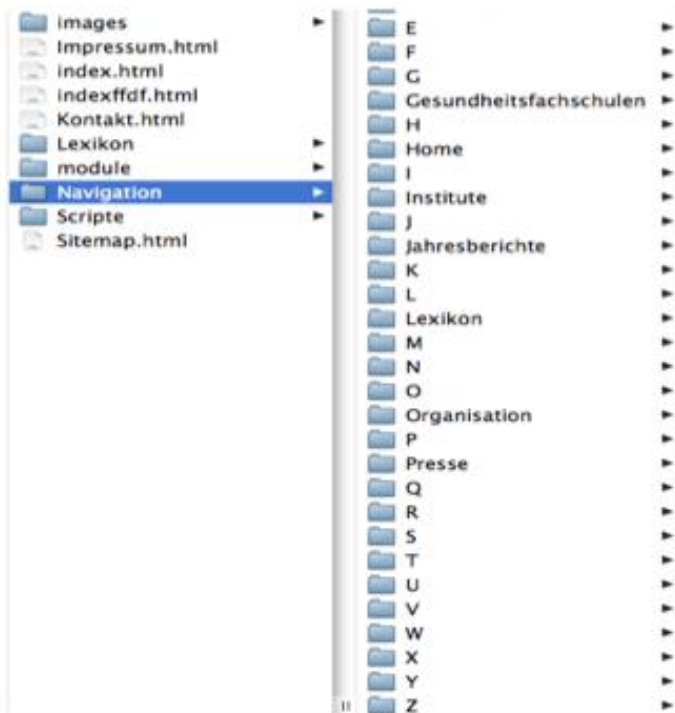 images
Impressum.html
index.html
indexffdf.html
Kontakt.html
Lexikon
module
Navigation
Scripte
Sitemap.html
E
F
G
Gesundheitsfachschulen
H
Home
I
Institute
J
Jahresberichte
K
L
Lexikon
M
N
O
Organisation
P
Presse
Q
R
S
T
U
V
W
X
Y
Z